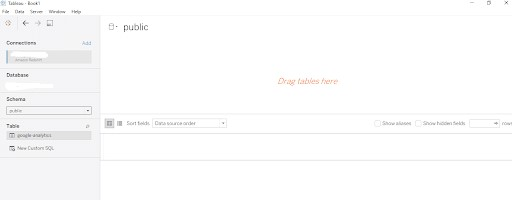 Tableau - Book1
File Data Server Window Help
Connections Add
Database
Schema
public
Table
google-analytics
New Custom SQL
public
Drag tables here
Sort fields Data source order
Show aliases Show hidden fields rows